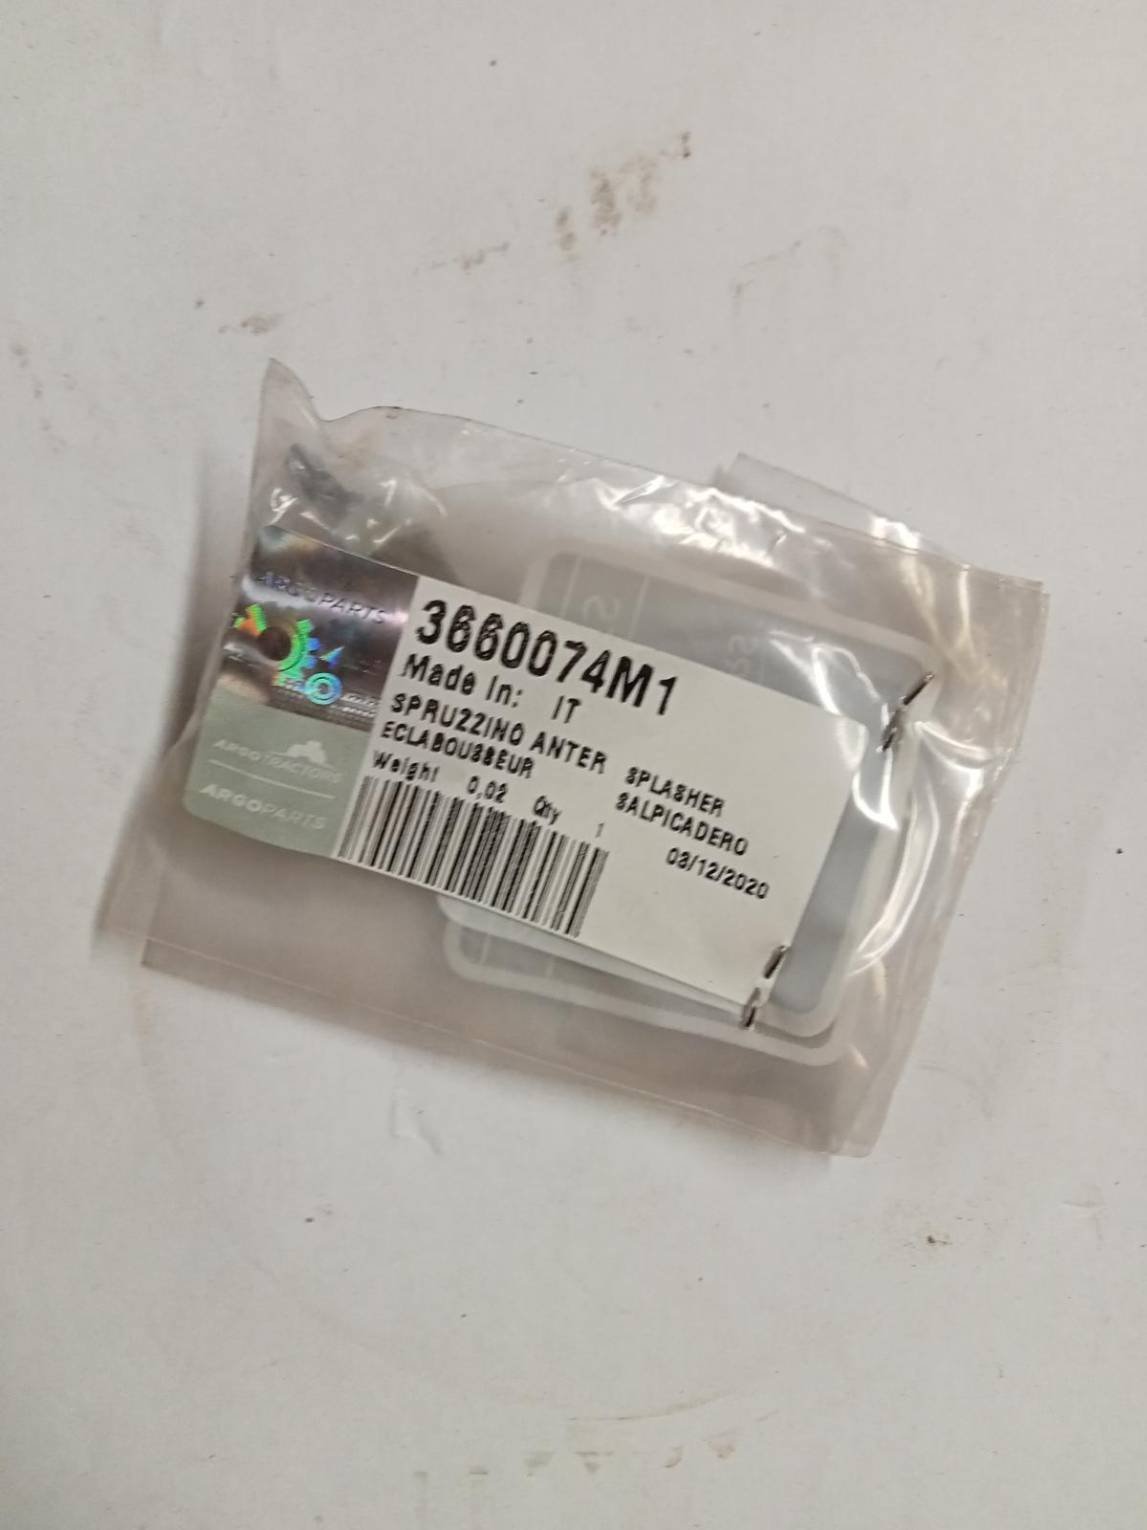 ARGOPARTS
ARGOTRACTORS
ARGOPARTS
3660074M1
Made In: IT
SPRUZZINO ANTER SPLASHER
ECLABOUSSEUR SALPICADERO
Weight 0,02 Qty 1
03/12/2020